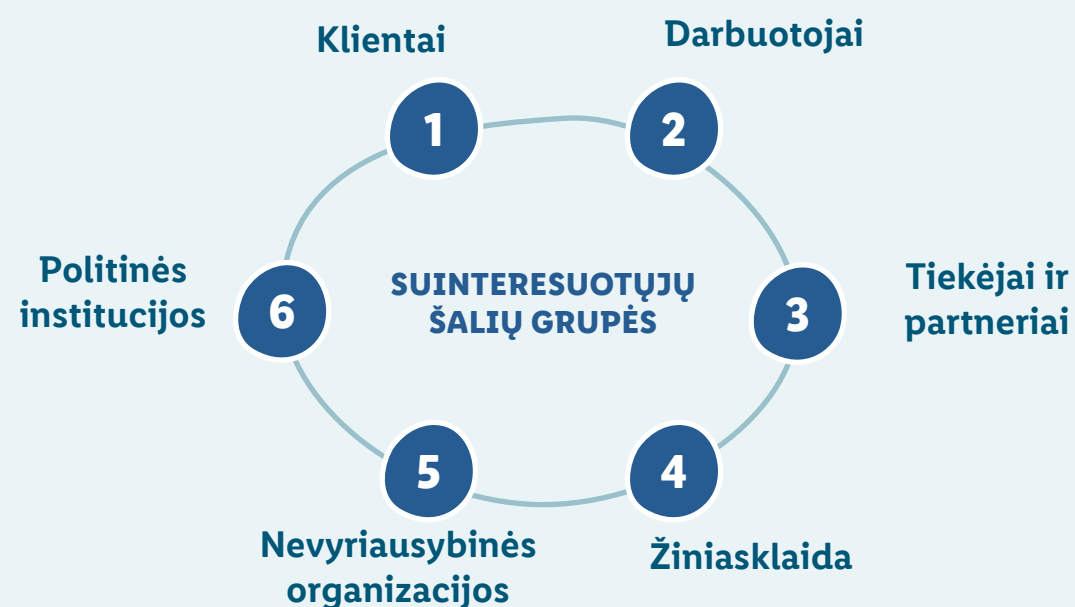 Klientai
Darbuotojai
1
2
Politinės
institucijos
6
SUINTERESUOTŲJŲ
ŠALIŲ GRUPĖS
3
Tiekėjai ir
partneriai
5
4
Nevyriausybinės
organizacijos
Žiniasklaida